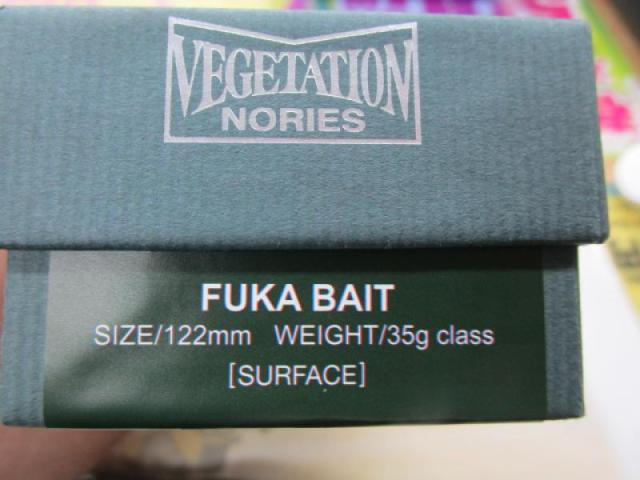 VEGETATION
NORIES
FUKA BAIT
SIZE/122mm WEIGHT/35g class
[SURFACE]